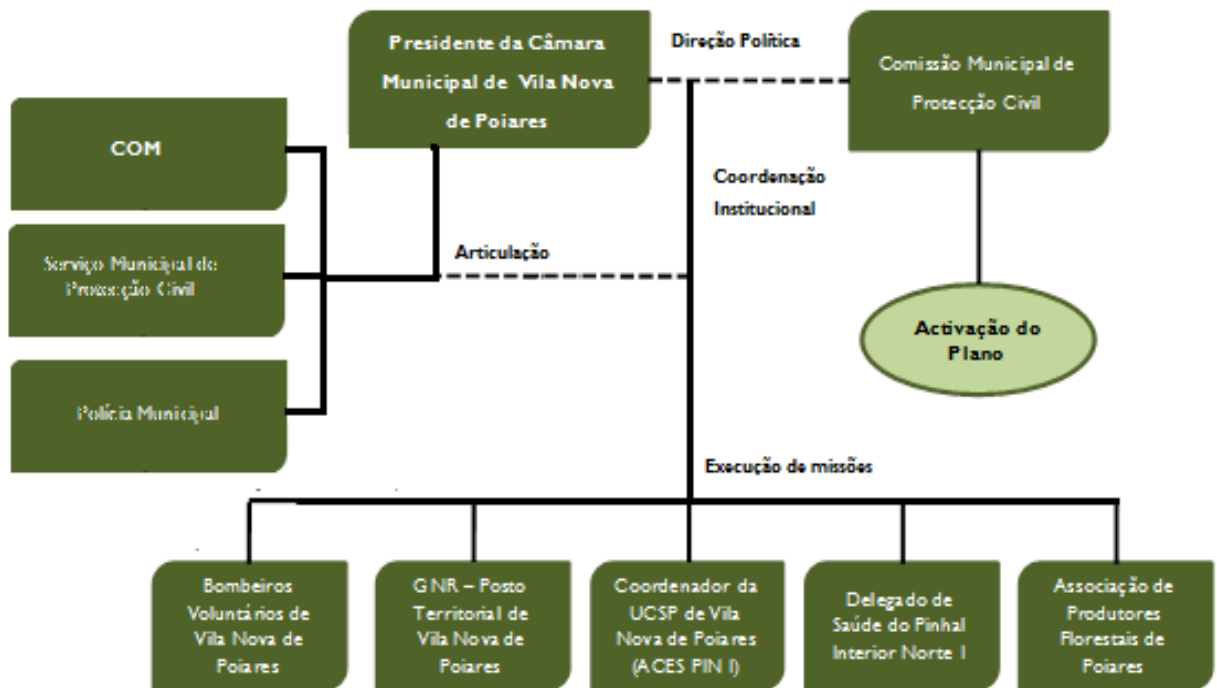 Presidente da Câmara
Municipal de Vila Nova
de Poiares
Direção Política
Comissão Municipal de
Protecção Civil
COM
Coordenação
Institucional
Serviço Municipal de
Protecção Civil
Articulação
Activação do
Plano
Polícia Municipal
Execução de missões
Bombeiros
Voluntários de
Vila Nova de
Poiares
GNR – Posto
Territorial de
Vila Nova de
Poiares
Coordenador da
UCSP de Vila
Nova de Poiares
(ACES PIN I)
Delegado de
Saúde do Pinhal
Interior Norte I
Associação de
Produtores
Florestais de
Poiares